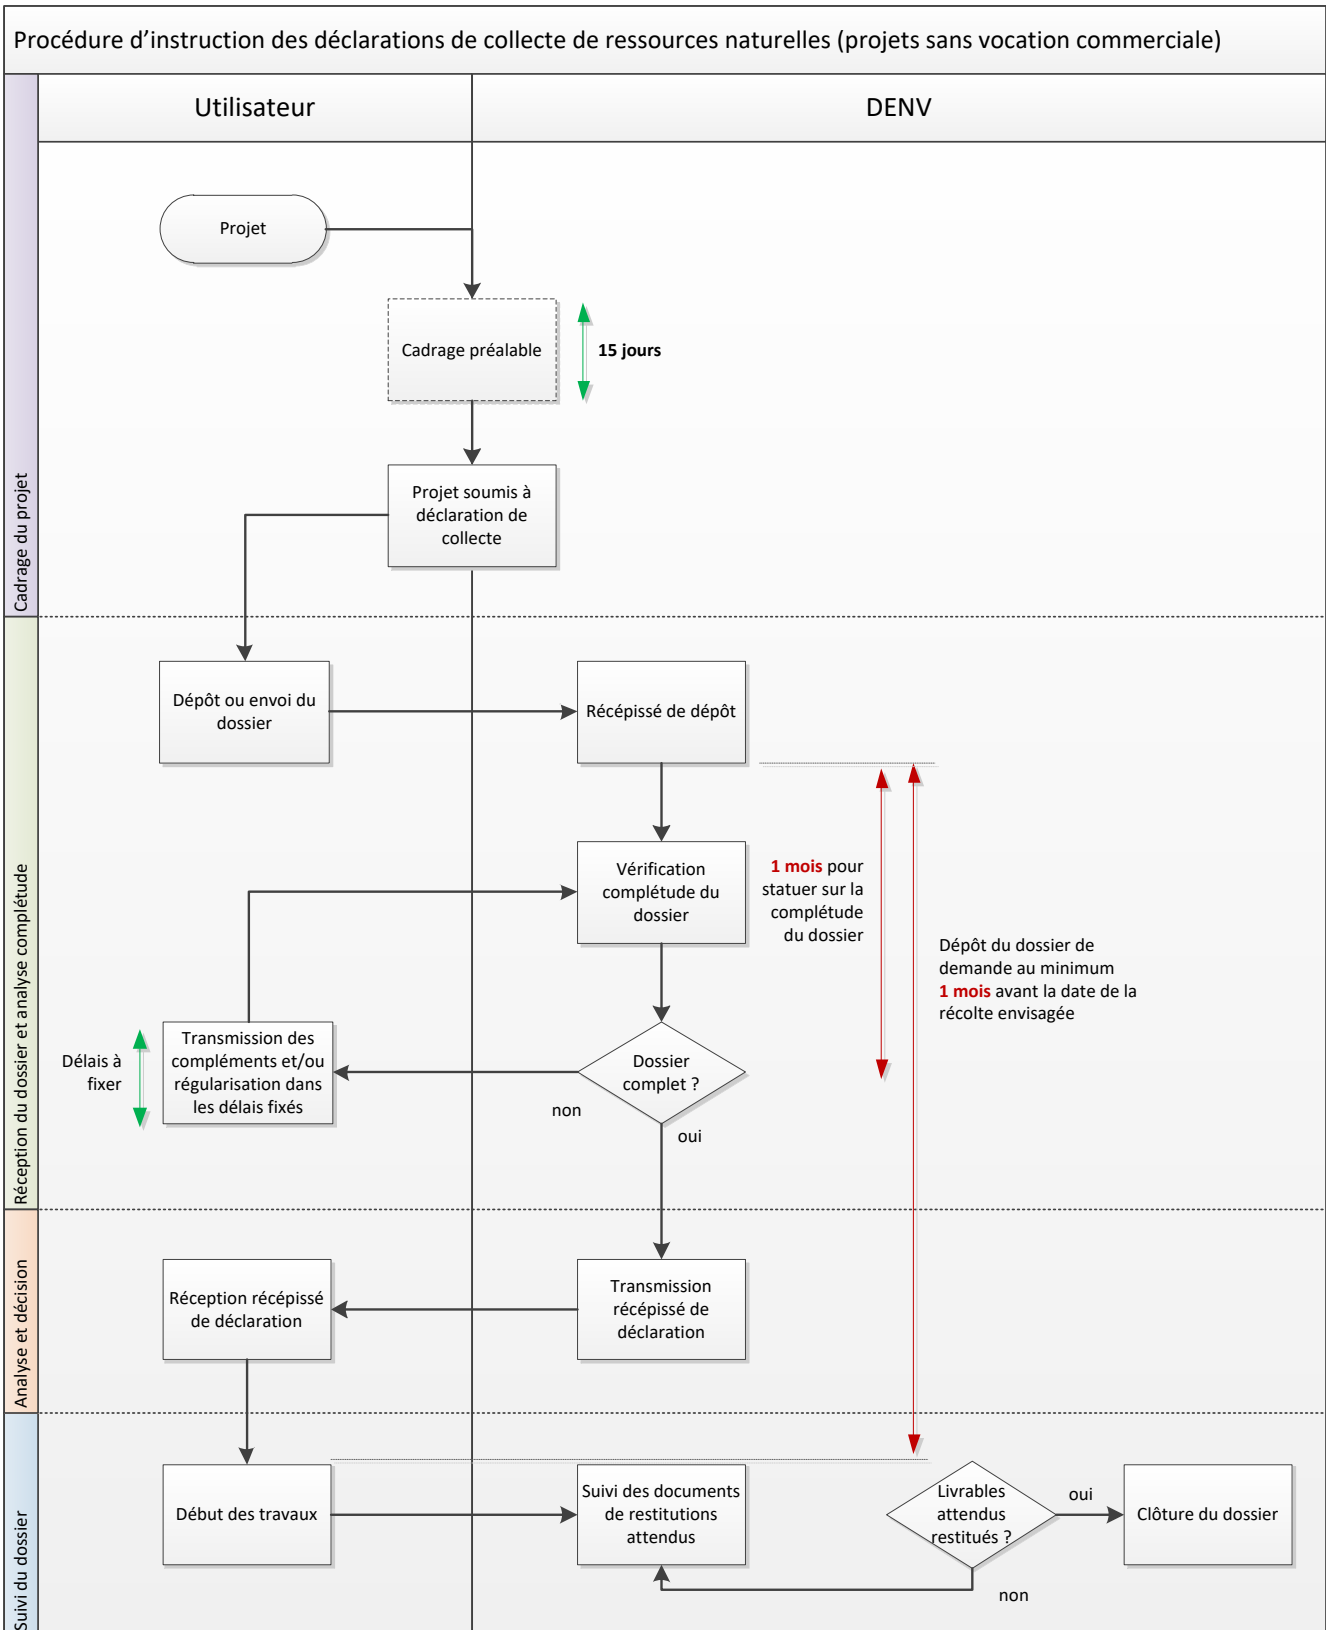 Procédure d’instruction des déclarations de collecte de ressources naturelles (projets sans vocation commerciale)
Utilisateur
DENV
Cadrage du projet
Projet
Cadrage préalable
15 jours
Projet soumis à
déclaration de
collecte
Réception du dossier et analyse complétude
Dépôt ou envoi du
dossier
Récépissé de dépôt
Vérification
complétude du
dossier
1 mois pour
statuer sur la
complétude
du dossier
Dépôt du dossier de
demande au minimum
1 mois avant la date de la
récolte envisagée
Délais à
fixer
Transmission des
compléments et/ou
régularisation dans
les délais fixés
Dossier
complet ?
non
oui
Analyse et décision
Réception récépissé
de déclaration
Transmission
récépissé de
déclaration
Suivi du dossier
Début des travaux
Suivi des documents
de restitutions
attendus
Livrables
attendus
restitués ?
oui
Clôture du dossier
non